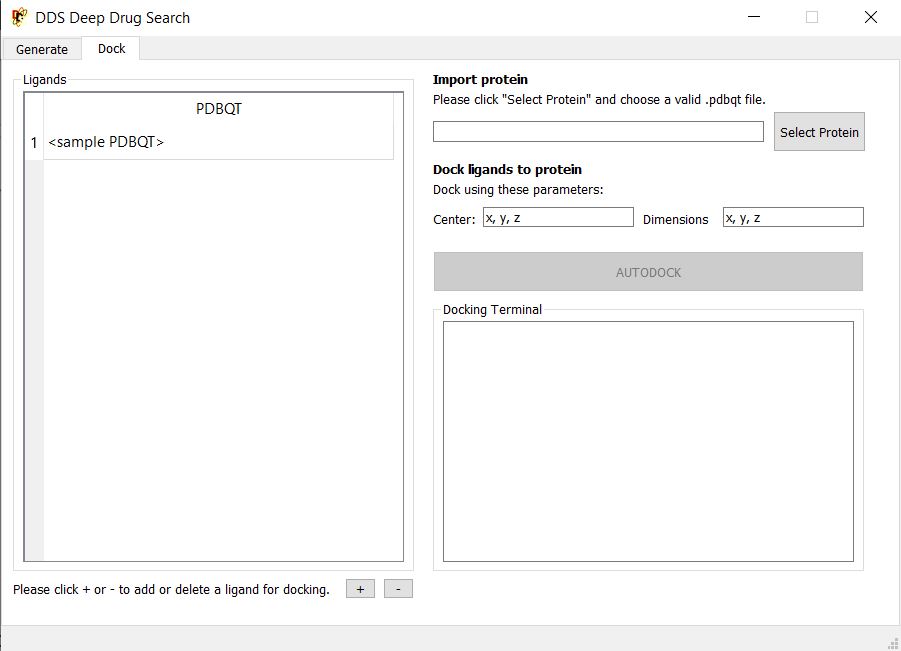 DDS Deep Drug Search
Generate Dock
Ligands
PDBQT
1 <sample PDBQT>
Please click + or - to add or delete a ligand for docking. + -
Import protein
Please click "Select Protein" and choose a valid .pdbqt file.
Select Protein
Dock ligands to protein
Dock using these parameters:
Center: x, y, z Dimensions x, y, z
AUTODOCK
Docking Terminal